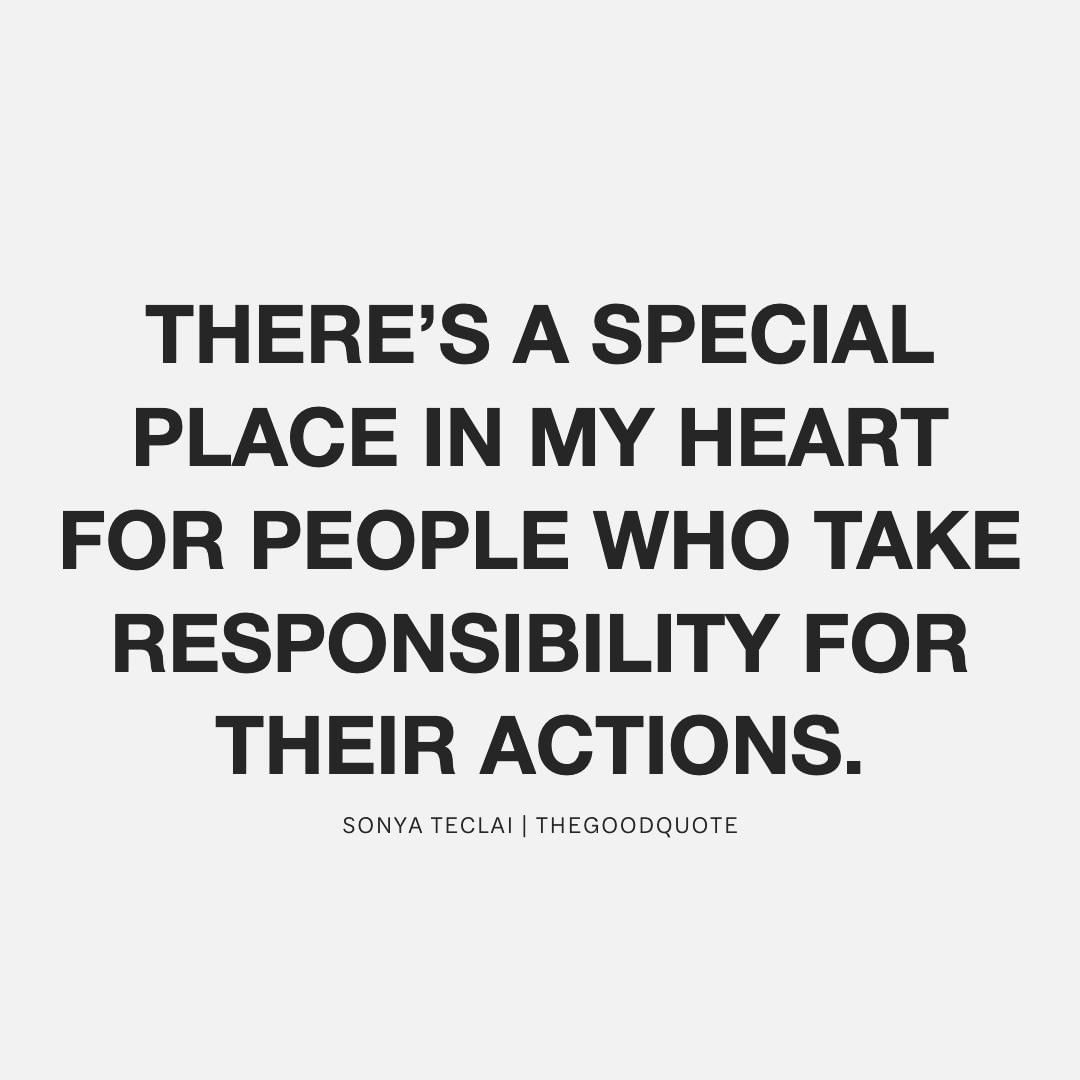 THERE’S A SPECIAL
PLACE IN MY HEART
FOR PEOPLE WHO TAKE
RESPONSIBILITY FOR
THEIR ACTIONS.
SONYA TECLAI | THEGOODQUOTE